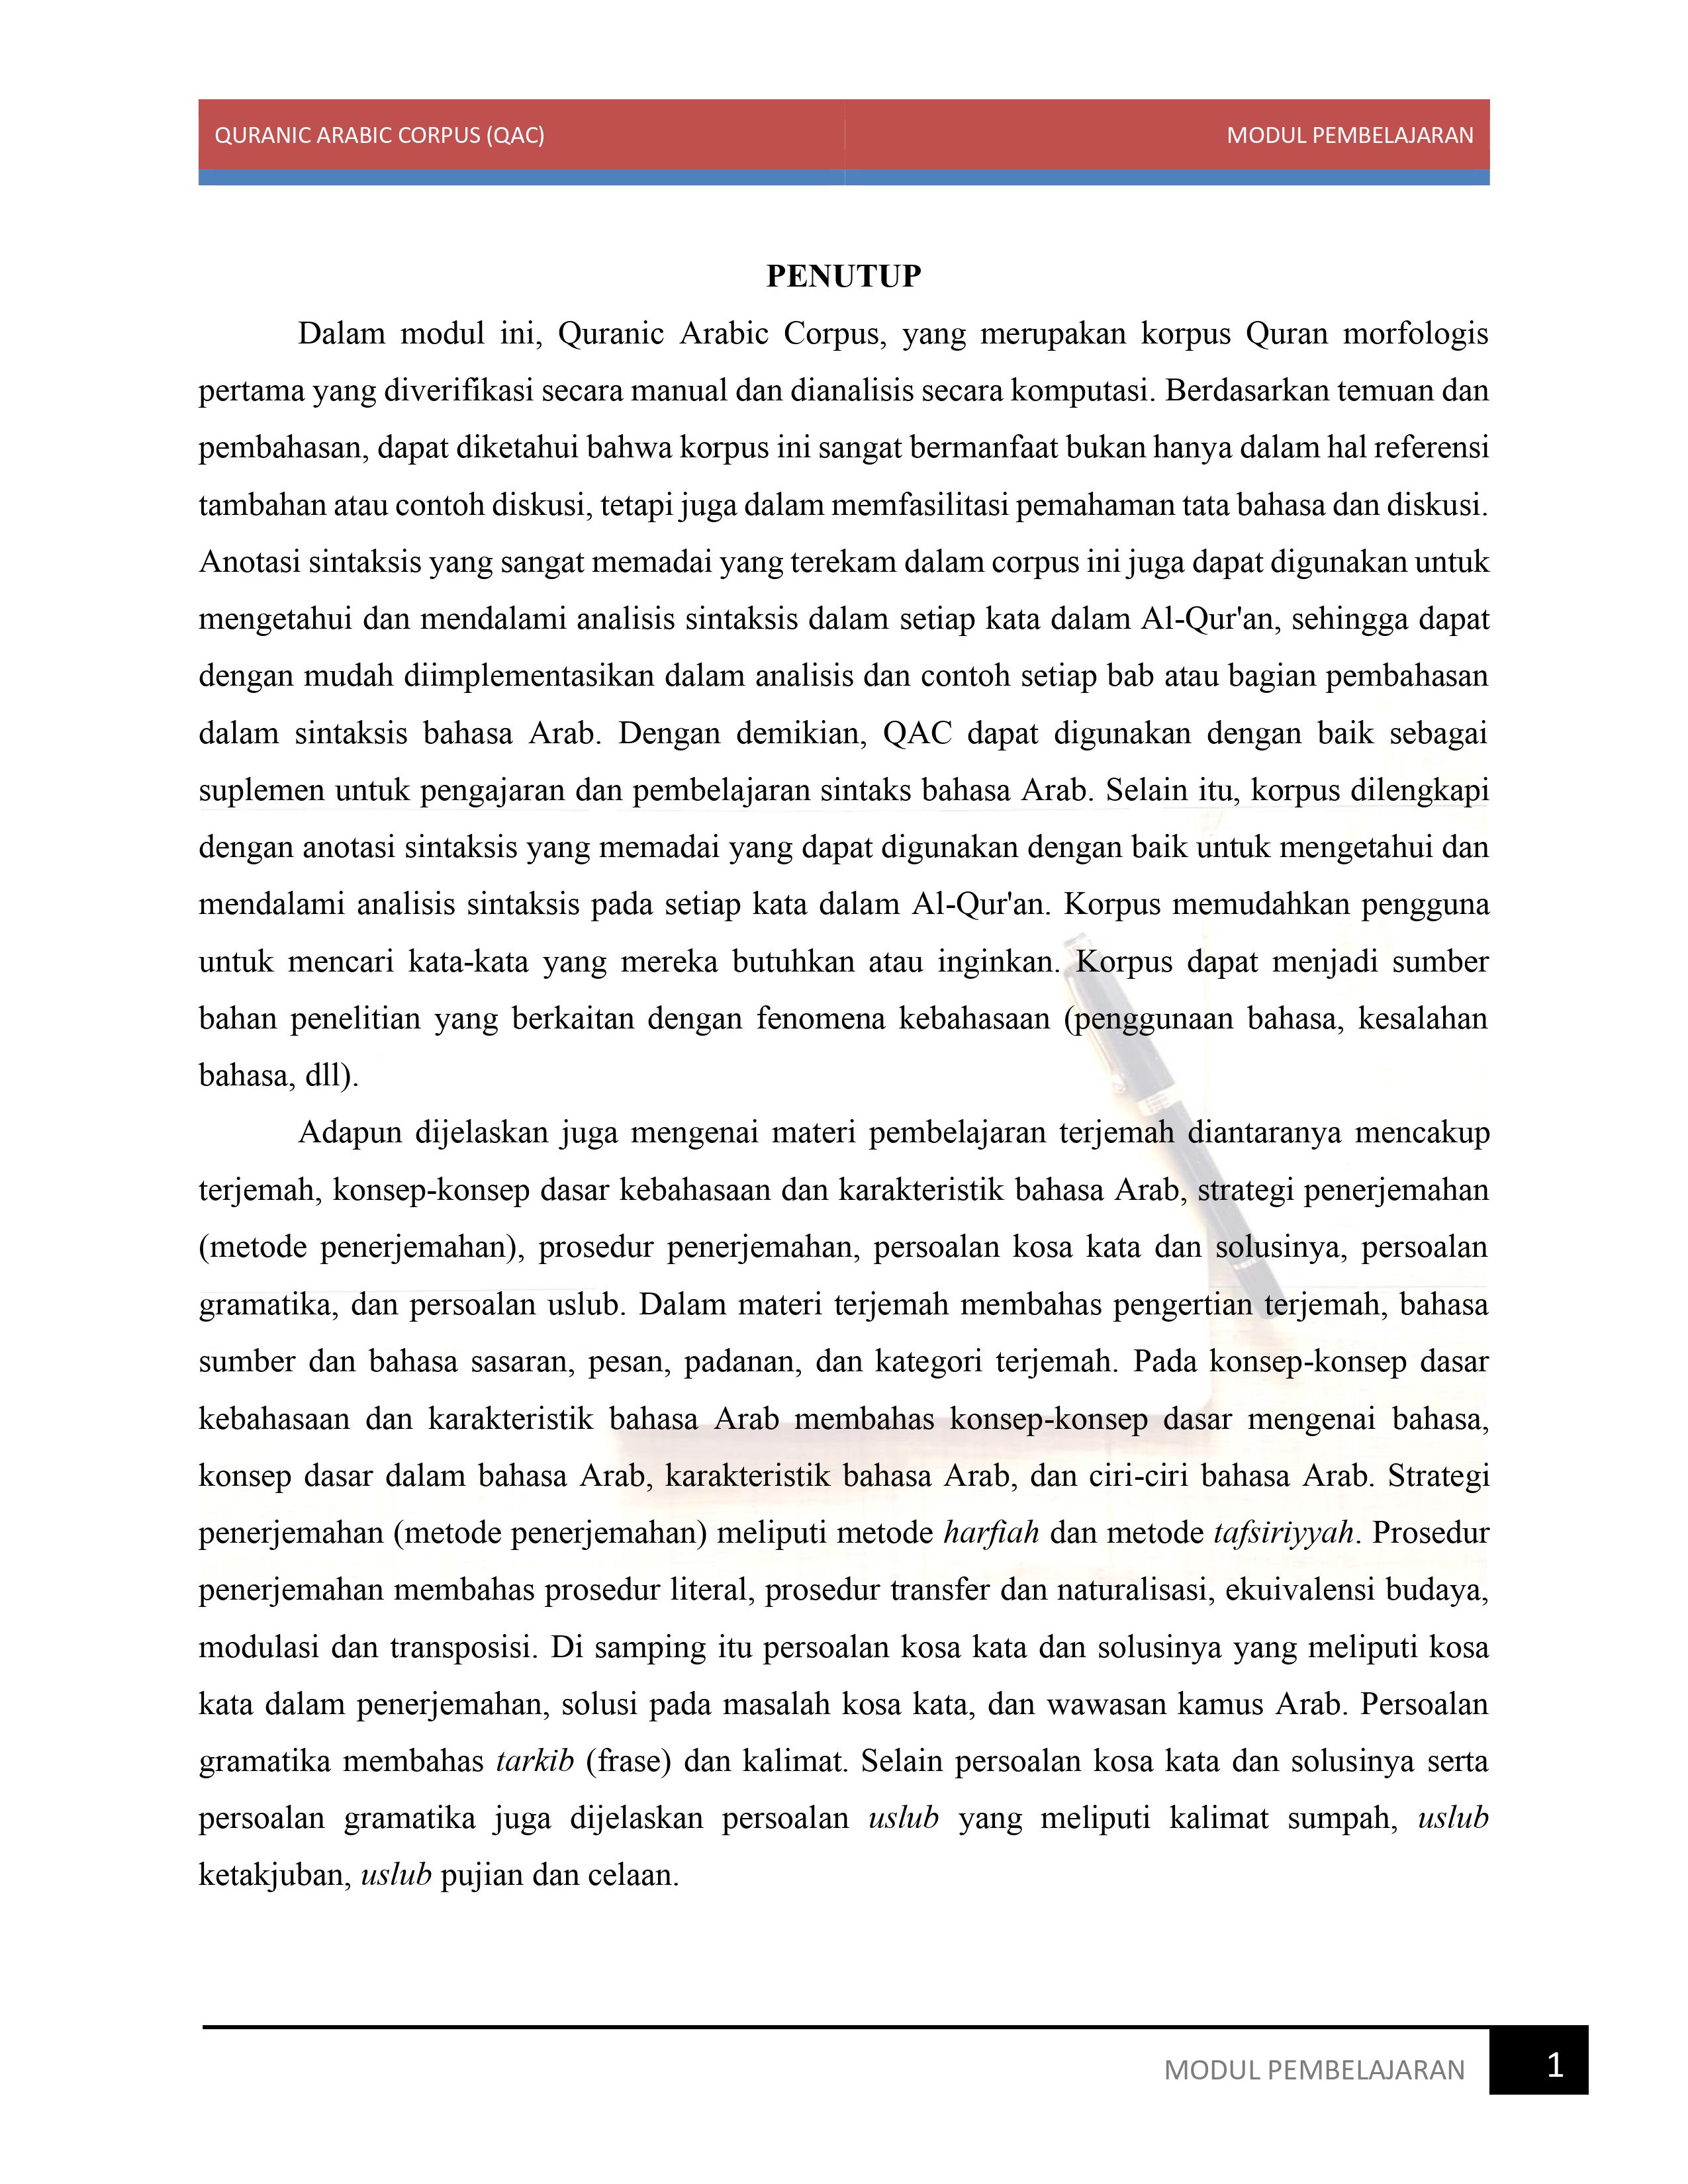 QURANIC ARABIC CORPUS (QAC) MODUL PEMBELAJARAN
PENUTUP
Dalam modul ini, Quranic Arabic Corpus, yang merupakan korpus Quran morfologis
pertama yang diverifikasi secara manual dan dianalisis secara komputasi. Berdasarkan temuan dan
pembahasan, dapat diketahui bahwa korpus ini sangat bermanfaat bukan hanya dalam hal referensi
tambahan atau contoh diskusi, tetapi juga dalam memfasilitasi pemahaman tata bahasa dan diskusi.
Anotasi sintaksis yang sangat memadai yang terekam dalam corpus ini juga dapat digunakan untuk
mengetahui dan mendalami analisis sintaksis dalam setiap kata dalam Al-Qur'an, sehingga dapat
dengan mudah diimplementasikan dalam analisis dan contoh setiap bab atau bagian pembahasan
dalam sintaksis bahasa Arab. Dengan demikian, QAC dapat digunakan dengan baik sebagai
suplemen untuk pengajaran dan pembelajaran sintaks bahasa Arab. Selain itu, korpus dilengkapi
dengan anotasi sintaksis yang memadai yang dapat digunakan dengan baik untuk mengetahui dan
mendalami analisis sintaksis pada setiap kata dalam Al-Qur'an. Korpus memudahkan pengguna
untuk mencari kata-kata yang mereka butuhkan atau inginkan. Korpus dapat menjadi sumber
bahan penelitian yang berkaitan dengan fenomena kebahasaan (penggunaan bahasa, kesalahan
bahasa, dll).
Adapun dijelaskan juga mengenai materi pembelajaran terjemah diantaranya mencakup
terjemah, konsep-konsep dasar kebahasaan dan karakteristik bahasa Arab, strategi penerjemahan
(metode penerjemahan), prosedur penerjemahan, persoalan kosa kata dan solusinya, persoalan
gramatika, dan persoalan uslub. Dalam materi terjemah membahas pengertian terjemah, bahasa
sumber dan bahasa sasaran, pesan, padanan, dan kategori terjemah. Pada konsep-konsep dasar
kebahasaan dan karakteristik bahasa Arab membahas konsep-konsep dasar mengenai bahasa,
konsep dasar dalam bahasa Arab, karakteristik bahasa Arab, dan ciri-ciri bahasa Arab. Strategi
penerjemahan (metode penerjemahan) meliputi metode harfiah dan metode tafsiriyyah. Prosedur
penerjemahan membahas prosedur literal, prosedur transfer dan naturalisasi, ekuivalensi budaya,
modulasi dan transposisi. Di samping itu persoalan kosa kata dan solusinya yang meliputi kosa
kata dalam penerjemahan, solusi pada masalah kosa kata, dan wawasan kamus Arab. Persoalan
gramatika membahas tarkib (frase) dan kalimat. Selain persoalan kosa kata dan solusinya serta
persoalan gramatika juga dijelaskan persoalan uslub yang meliputi kalimat sumpah, uslub
ketakjuban, uslub pujian dan celaan.
MODUL PEMBELAJARAN 1